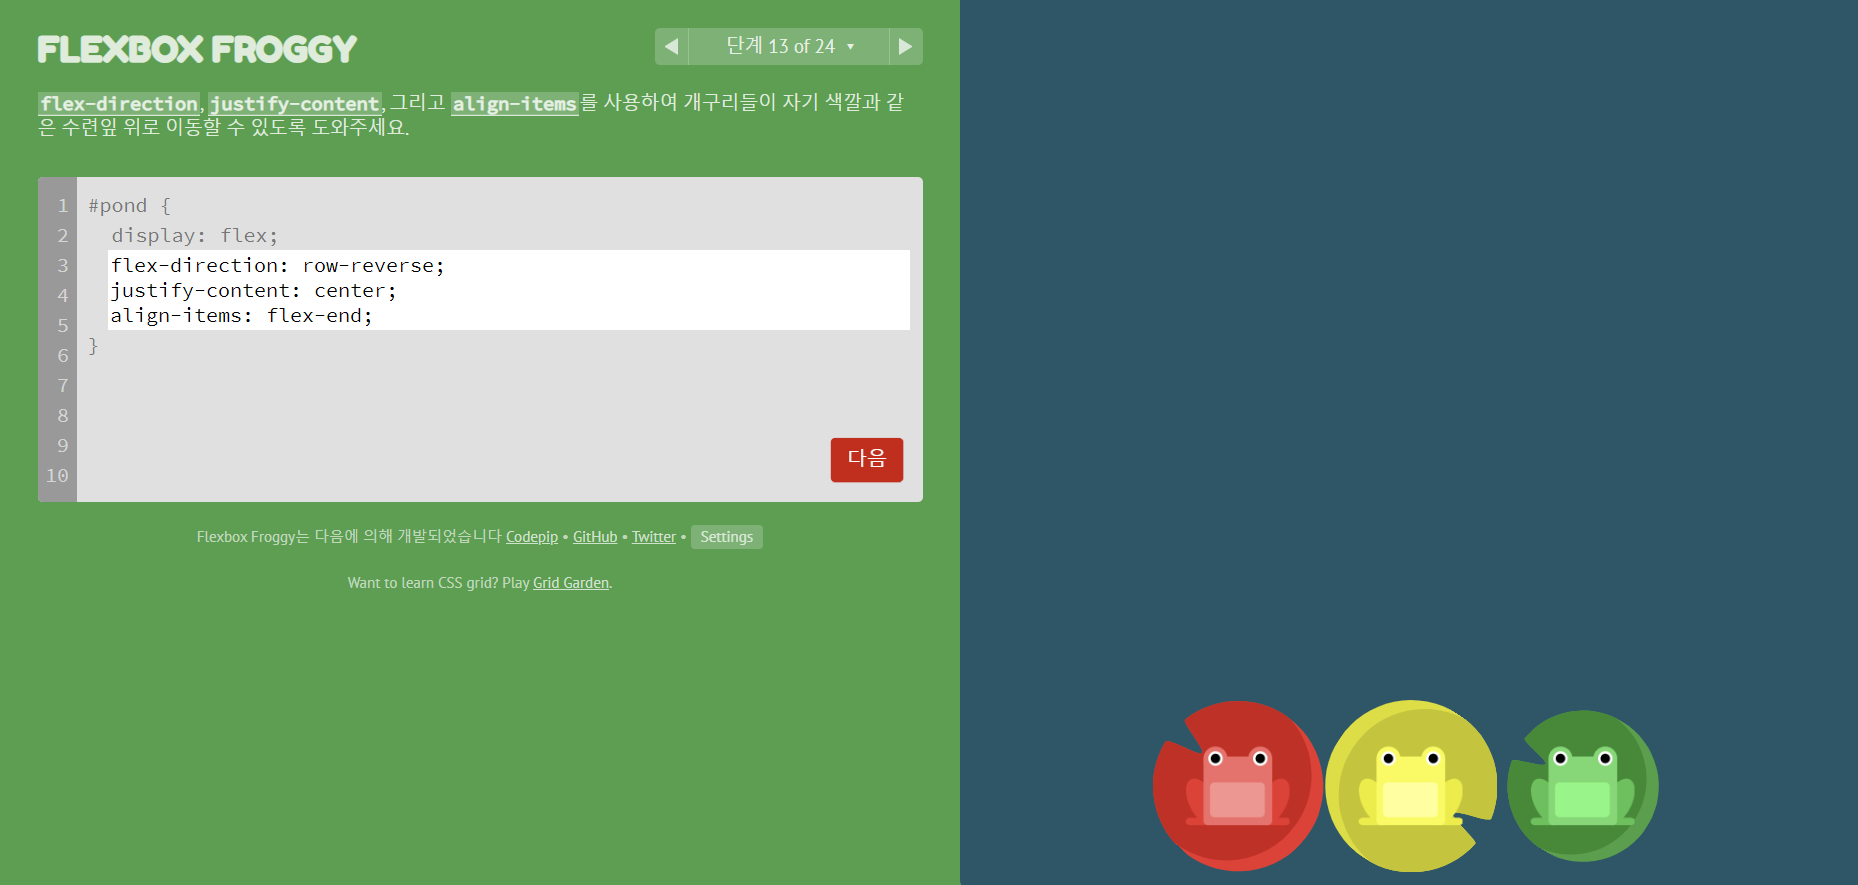 FLEXBOX FROGGY
◀ 단계 13 of 24 ▼ ▶
flex-direction, justify-content, 그리고 align-items를 사용하여 개구리들이 자기 색깔과 같
은 수련잎 위로 이동할 수 있도록 도와주세요.
1 #pond {
2 display: flex;
3 flex-direction: row-reverse;
4 justify-content: center;
5 align-items: flex-end;
6 }
7
8
9
10
다음
Flexbox Froggy는 다음에 의해 개발되었습니다 Codepip • GitHub • Twitter • Settings
Want to learn CSS grid? Play Grid Garden.